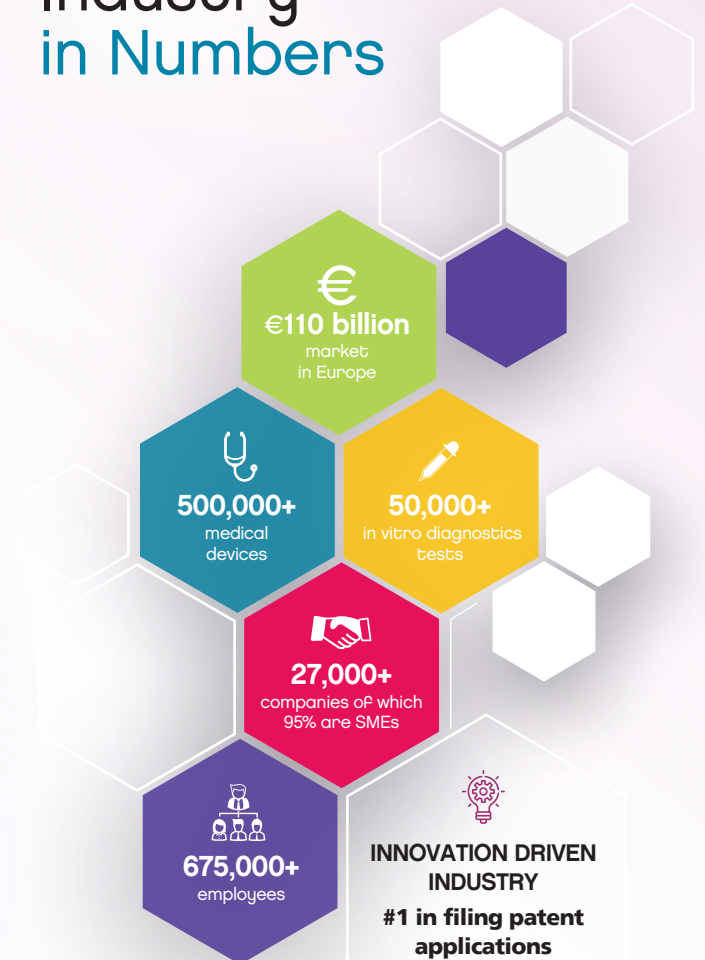 Industry
in Numbers
€
€110 billion
market
in Europe
500,000+
medical
devices
50,000+
in vitro diagnostics
tests
27,000+
companies of which
95% are SMEs
675,000+
employees
INNOVATION DRIVEN
INDUSTRY
#1 in filing patent
applications